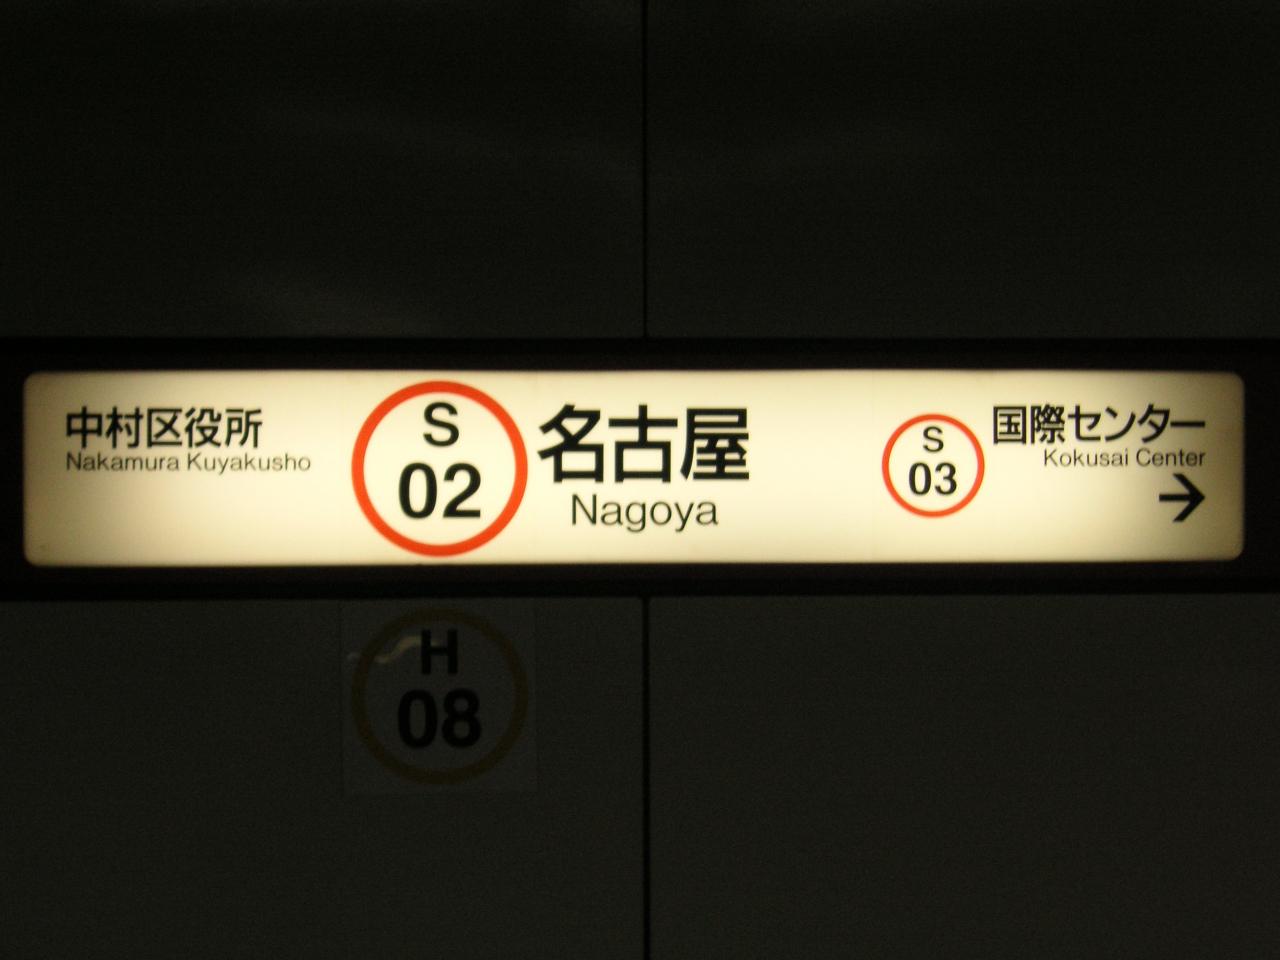 中村区役所
Nakamura Kuyakusho
S
02
名古屋
Nagoya
S
03
国際センター
Kokusai Center
→
H
08